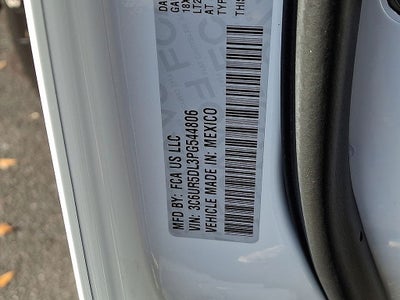 MFD BY: FCA US LLC
VIN: 3C6UR5DL3PG544806
VEHICLE MADE IN: MEXICO